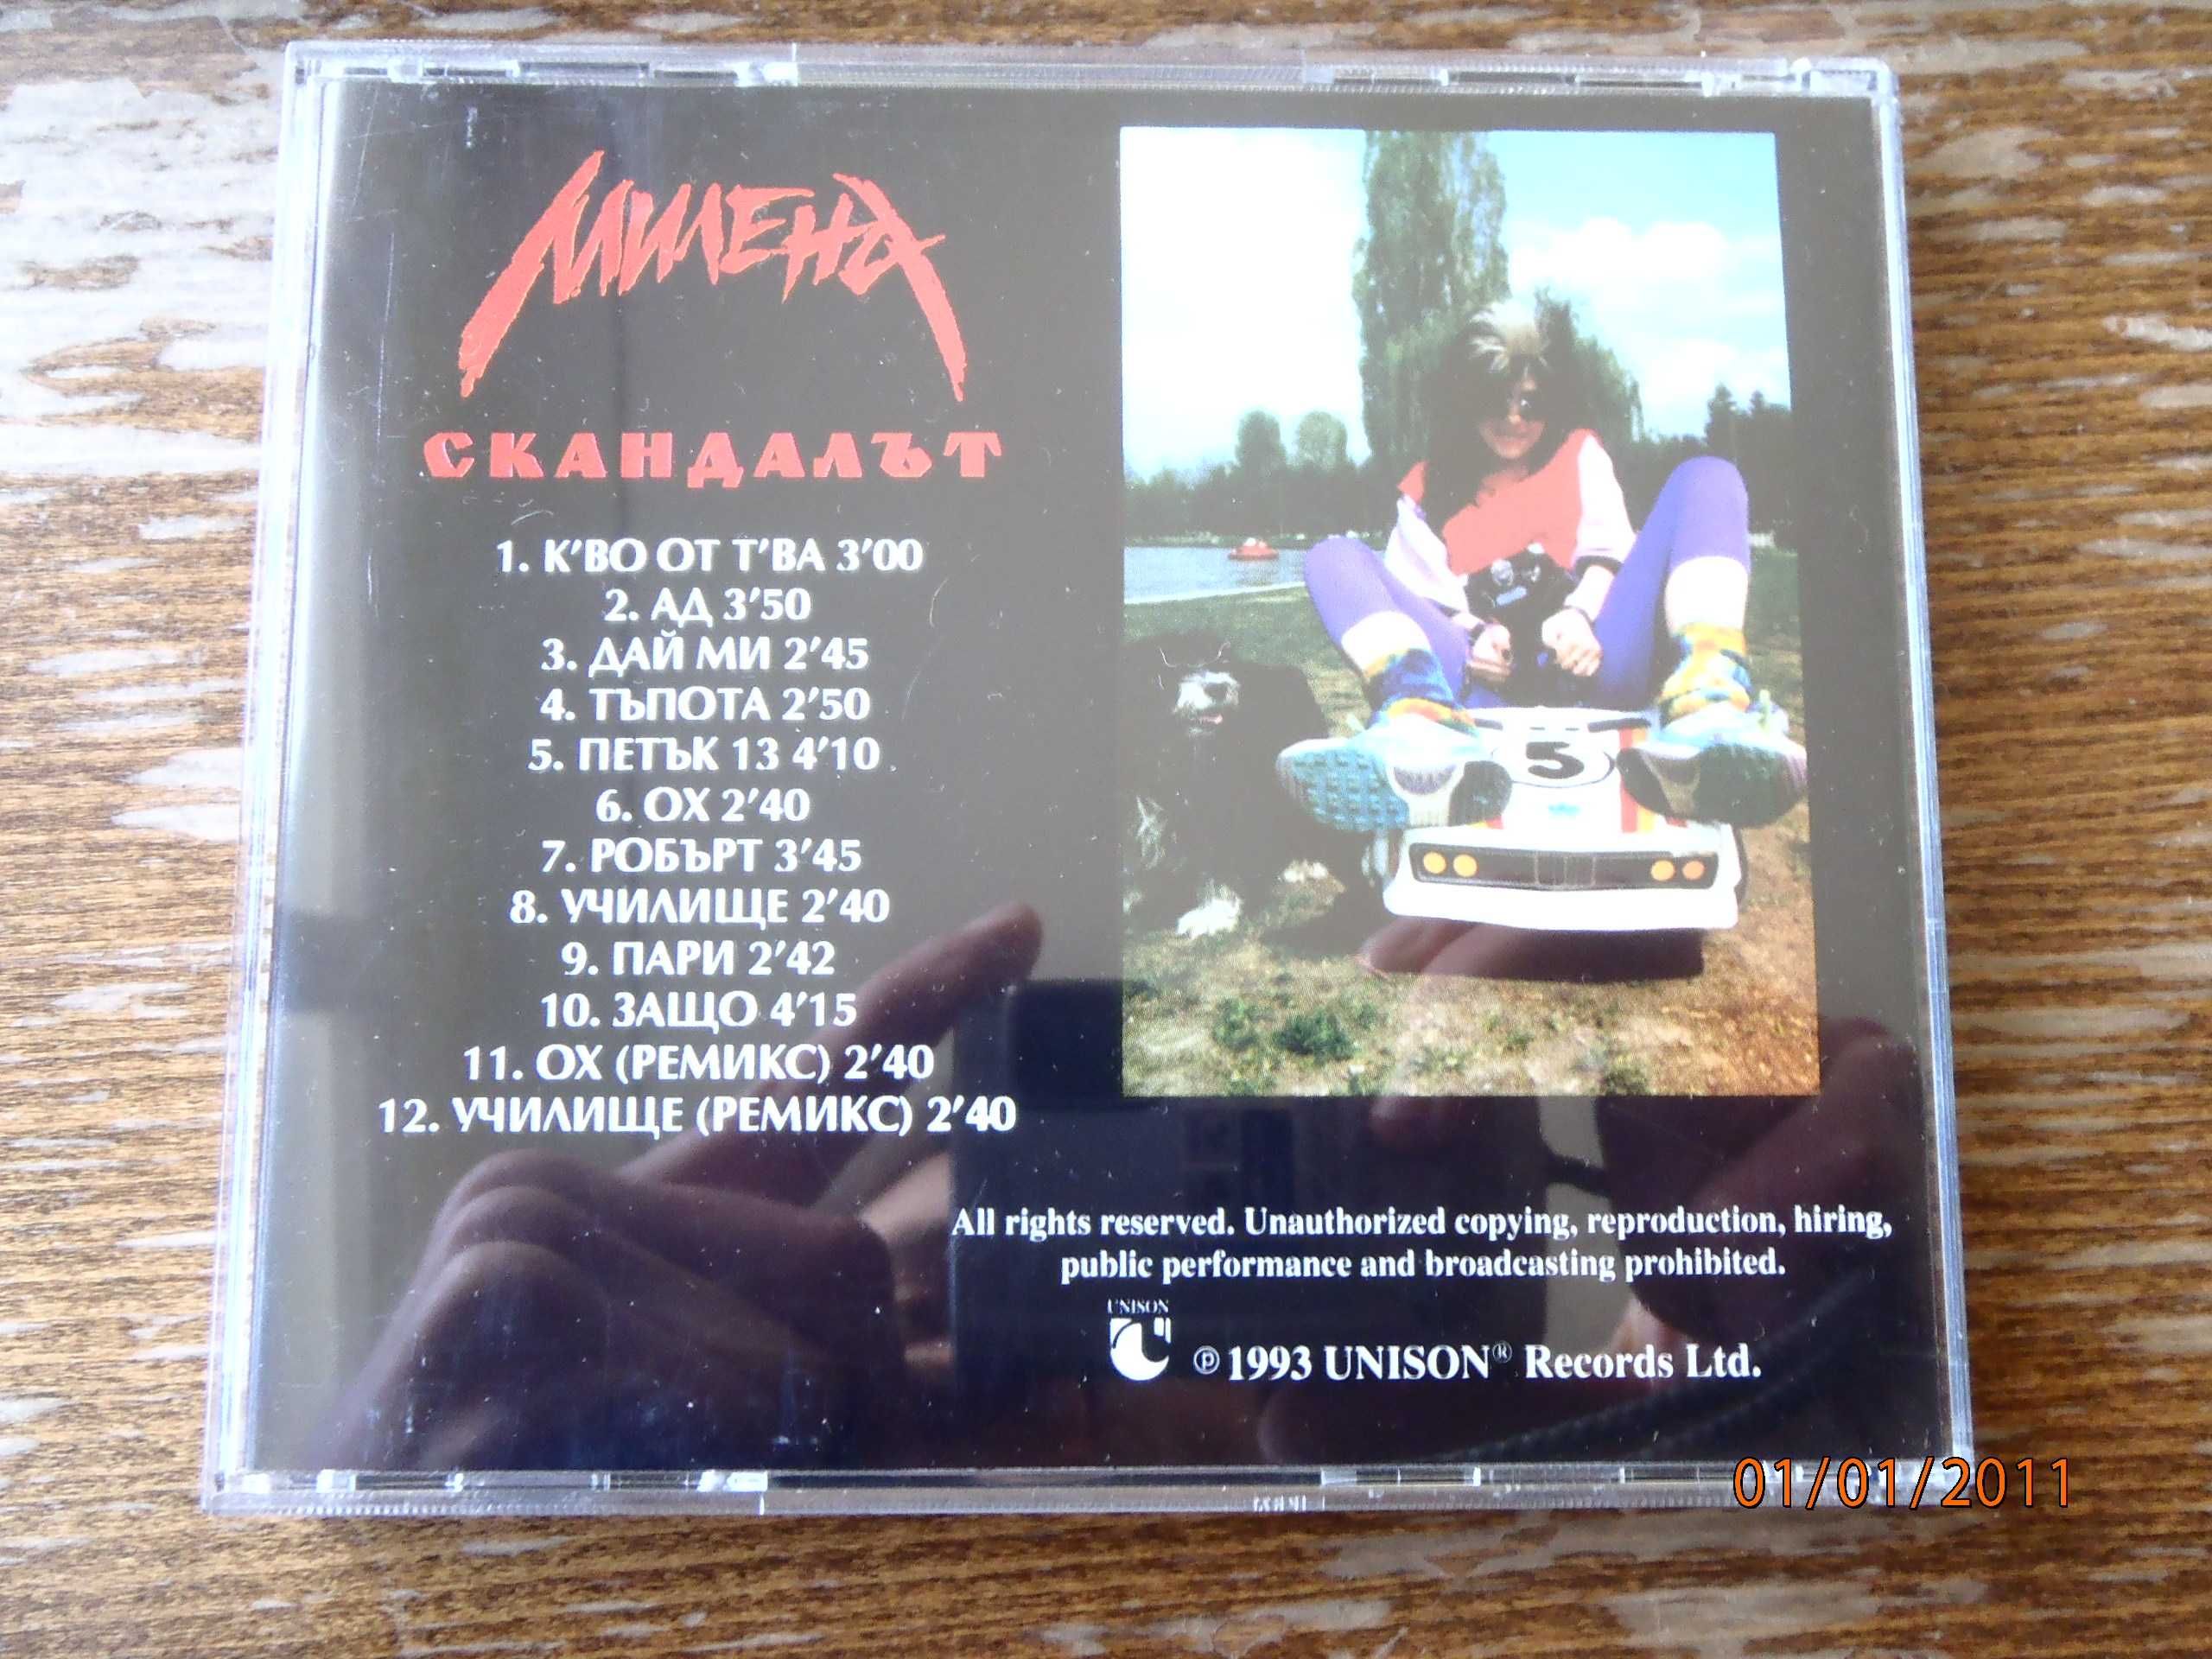 МИЛЕНА
СКАНДАЛЪТ
1. К'ВО ОТ Т'ВА 3'00
2. АД 3'50
3. ДАЙ МИ 2'45
4. ТЪПОТА 2'50
5. ПЕТЪК 13 4'10
6. ОХ 2'40
7. РОБЪРТ 3'45
8. УЧИЛИЩЕ 2'40
9. ПАРИ 2'42
10. ЗАЩО 4'15
11. ОХ (РЕМИКС) 2'40
12. УЧИЛИЩЕ (РЕМИКС) 2'40
5
All rights reserved. Unauthorized copying, reproduction, hiring,
public performance and broadcasting prohibited.
UNISON
℗ 1993 UNISON® Records Ltd.
01/01/2011